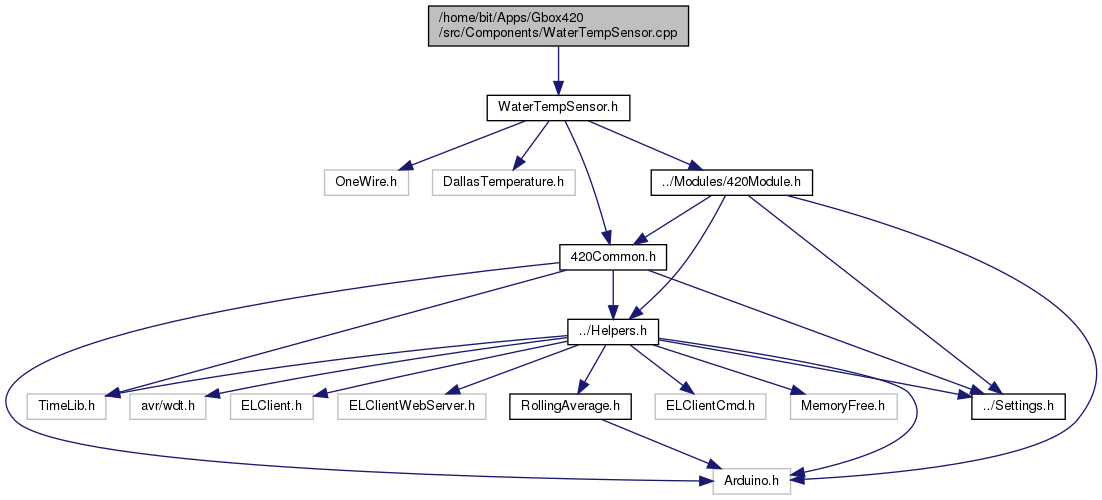 /home/bit/Apps/Gbox420
/src/Components/WaterTempSensor.cpp
WaterTempSensor.h
OneWire.h
DallasTemperature.h
../Modules/420Module.h
420Common.h
../Helpers.h
TimeLib.h
avr/wdt.h
ELClient.h
ELClientWebServer.h
RollingAverage.h
ELClientCmd.h
MemoryFree.h
../Settings.h
Arduino.h